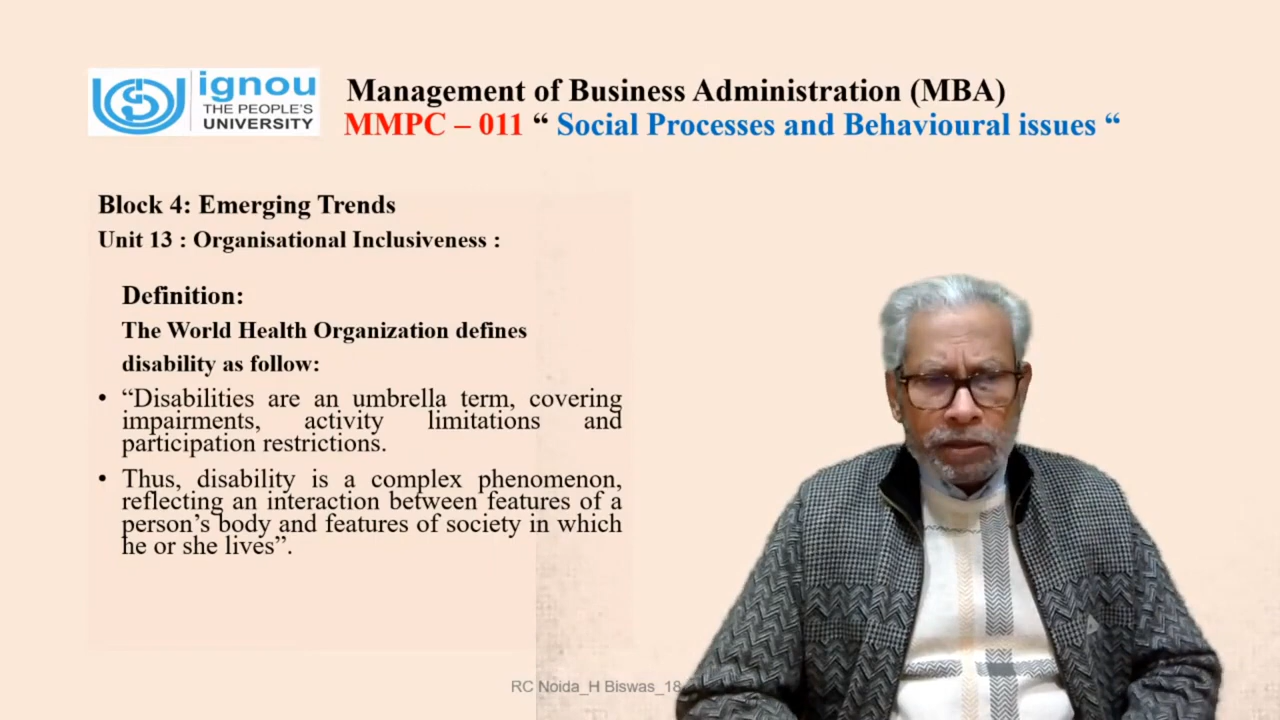 ignou
THE PEOPLE'S
UNIVERSITY
Management of Business Administration (MBA)
MMPC – 011 “ Social Processes and Behavioural issues “
Block 4: Emerging Trends
Unit 13 : Organisational Inclusiveness :
Definition:
The World Health Organization defines
disability as follow:
• “Disabilities are an umbrella term, covering
impairments, activity limitations and
participation restrictions.
• Thus, disability is a complex phenomenon,
reflecting an interaction between features of a
person’s body and features of society in which
he or she lives”.
RC Noida_H Biswas_18